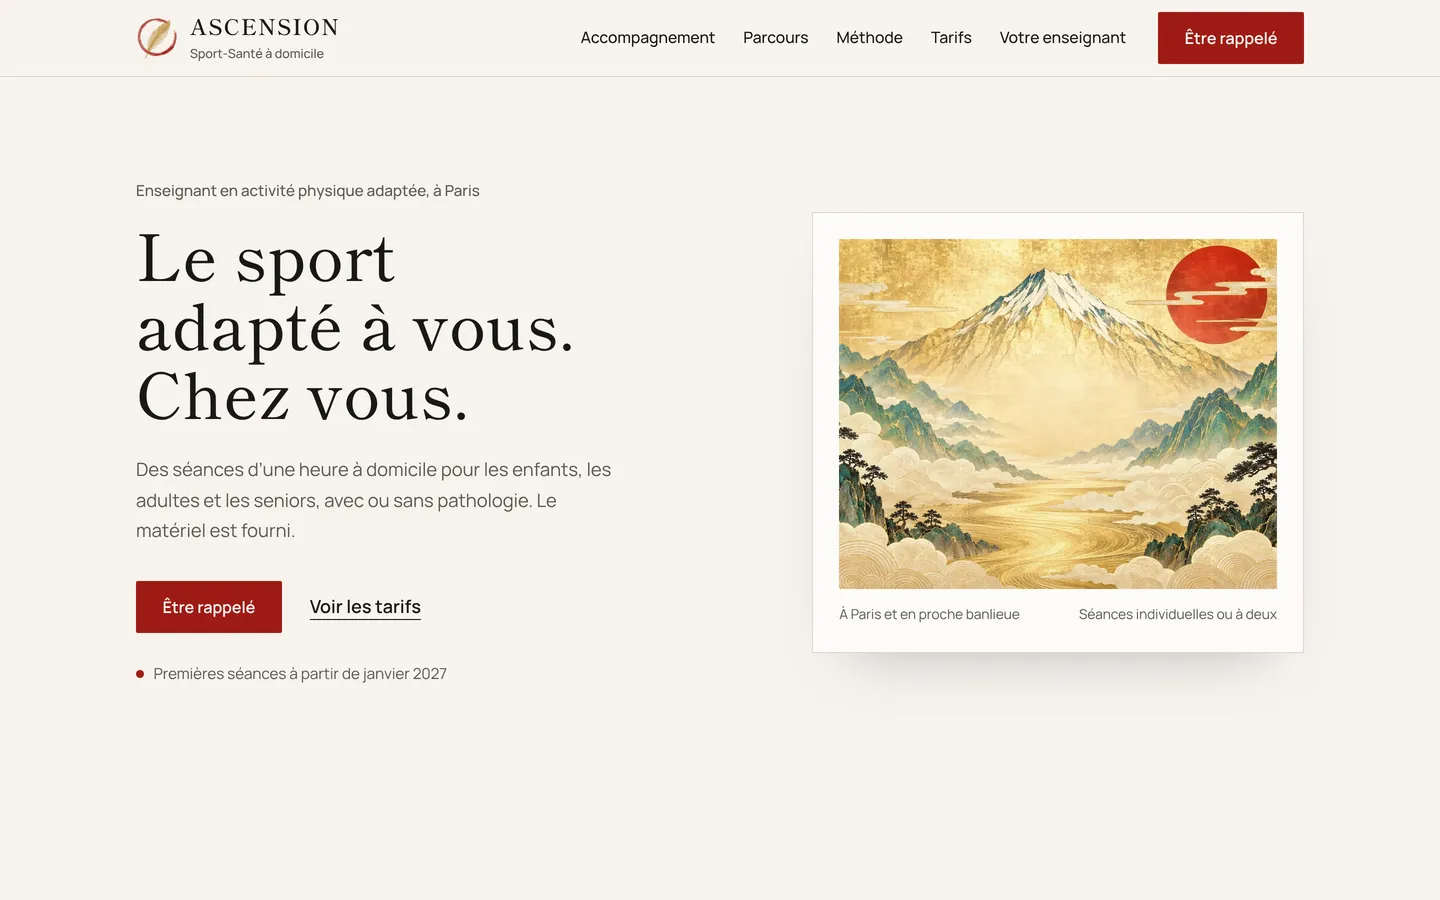 ASCENSION
Sport-Santé à domicile
Accompagnement
Parcours
Méthode
Tarifs
Votre enseignant
Être rappelé
Enseignant en activité physique adaptée, à Paris
Le sport
adapté à vous.
Chez vous.
Des séances d’une heure à domicile pour les enfants, les
adultes et les seniors, avec ou sans pathologie. Le
matériel est fourni.
Être rappelé
Voir les tarifs
Premières séances à partir de janvier 2027
À Paris et en proche banlieue
Séances individuelles ou à deux